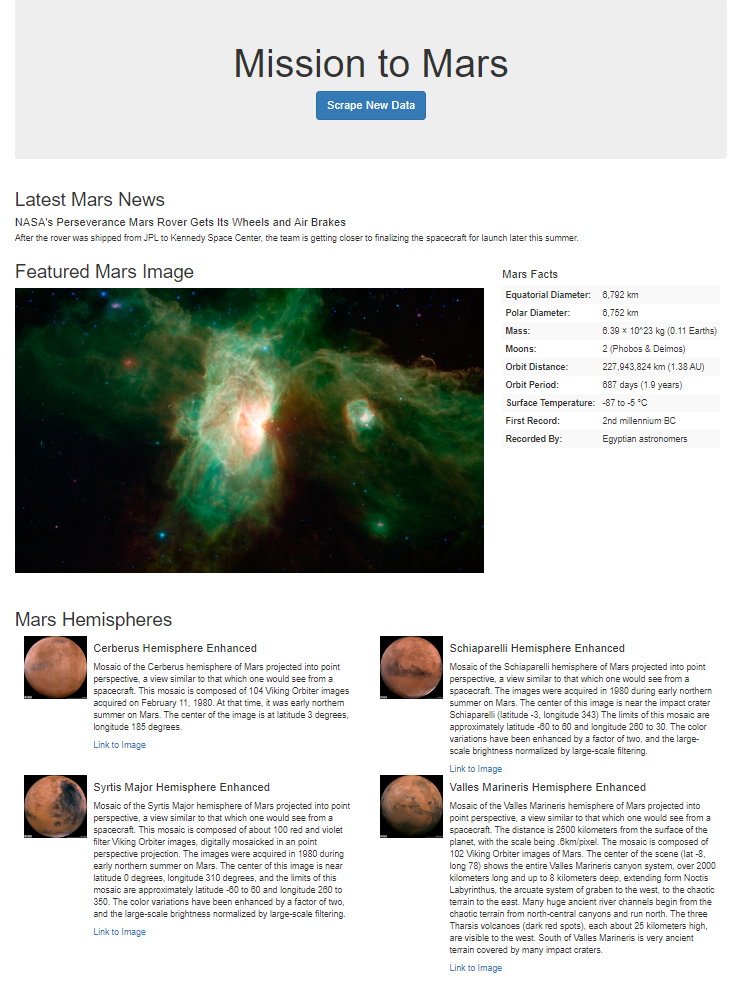 Mission to Mars
Scrape New Data
Latest Mars News
NASA's Perseverance Mars Rover Gets Its Wheels and Air Brakes
After the rover was shipped from JPL to Kennedy Space Center, the team is getting closer to finalizing the spacecraft for launch later this summer.
Featured Mars Image
Mars Facts
Equatorial Diameter: 6,792 km
Polar Diameter: 6,752 km
Mass: 6.39 × 10^23 kg (0.11 Earths)
Moons: 2 (Phobos & Deimos)
Orbit Distance: 227,943,824 km (1.38 AU)
Orbit Period: 687 days (1.9 years)
Surface Temperature: -87 to -5 °C
First Record: 2nd millennium BC
Recorded By: Egyptian astronomers
Mars Hemispheres
Cerberus Hemisphere Enhanced
Mosaic of the Cerberus hemisphere of Mars projected into point
perspective, a view similar to that which one would see from a
spacecraft. This mosaic is composed of 104 Viking Orbiter images
acquired on February 11, 1980. At that time, it was early northern
summer on Mars. The center of the image is at latitude 3 degrees,
longitude 185 degrees.
Link to Image
Schiaparelli Hemisphere Enhanced
Mosaic of the Schiaparelli hemisphere of Mars projected into point
perspective, a view similar to that which one would see from a
spacecraft. The images were acquired in 1980 during early northern
summer on Mars. The center of this image is near the impact crater
Schiaparelli (latitude -3, longitude 343) The limits of this mosaic are
approximately latitude -60 to 60 and longitude 260 to 30. The color
variations have been enhanced by a factor of two, and the large-
scale brightness normalized by large-scale filtering.
Link to Image
Syrtis Major Hemisphere Enhanced
Mosaic of the Syrtis Major hemisphere of Mars projected into point
perspective, a view similar to that which one would see from a
spacecraft. This mosaic is composed of about 100 red and violet
filter Viking Orbiter images, digitally mosaicked in an point
perspective projection. The images were acquired in 1980 during
early northern summer on Mars. The center of this image is near
latitude 0 degrees, longitude 310 degrees, and the limits of this
mosaic are approximately latitude -60 to 60 and longitude 260 to
350. The color variations have been enhanced by a factor of two,
and the large-scale brightness normalized by large-scale filtering.
Link to Image
Valles Marineris Hemisphere Enhanced
Mosaic of the Valles Marineris hemisphere of Mars projected into
point perspective, a view similar to that which one would see from a
spacecraft. The distance is 2500 kilometers from the surface of the
planet, with the scale being .6km/pixel. The mosaic is composed of
102 Viking Orbiter images of Mars. The center of the scene (lat -8,
long 78) shows the entire Valles Marineris canyon system, over 2000
kilometers long and up to 8 kilometers deep, extending form Noctis
Labyrinthus, the arcuate system of graben to the west, to the chaotic
terrain to the east. Many huge ancient river channels begin from the
chaotic terrain from north-central canyons and run north. The three
Tharsis volcanoes (dark red spots), each about 25 kilometers high,
are visible to the west. South of Valles Marineris is very ancient
terrain covered by many impact craters.
Link to Image